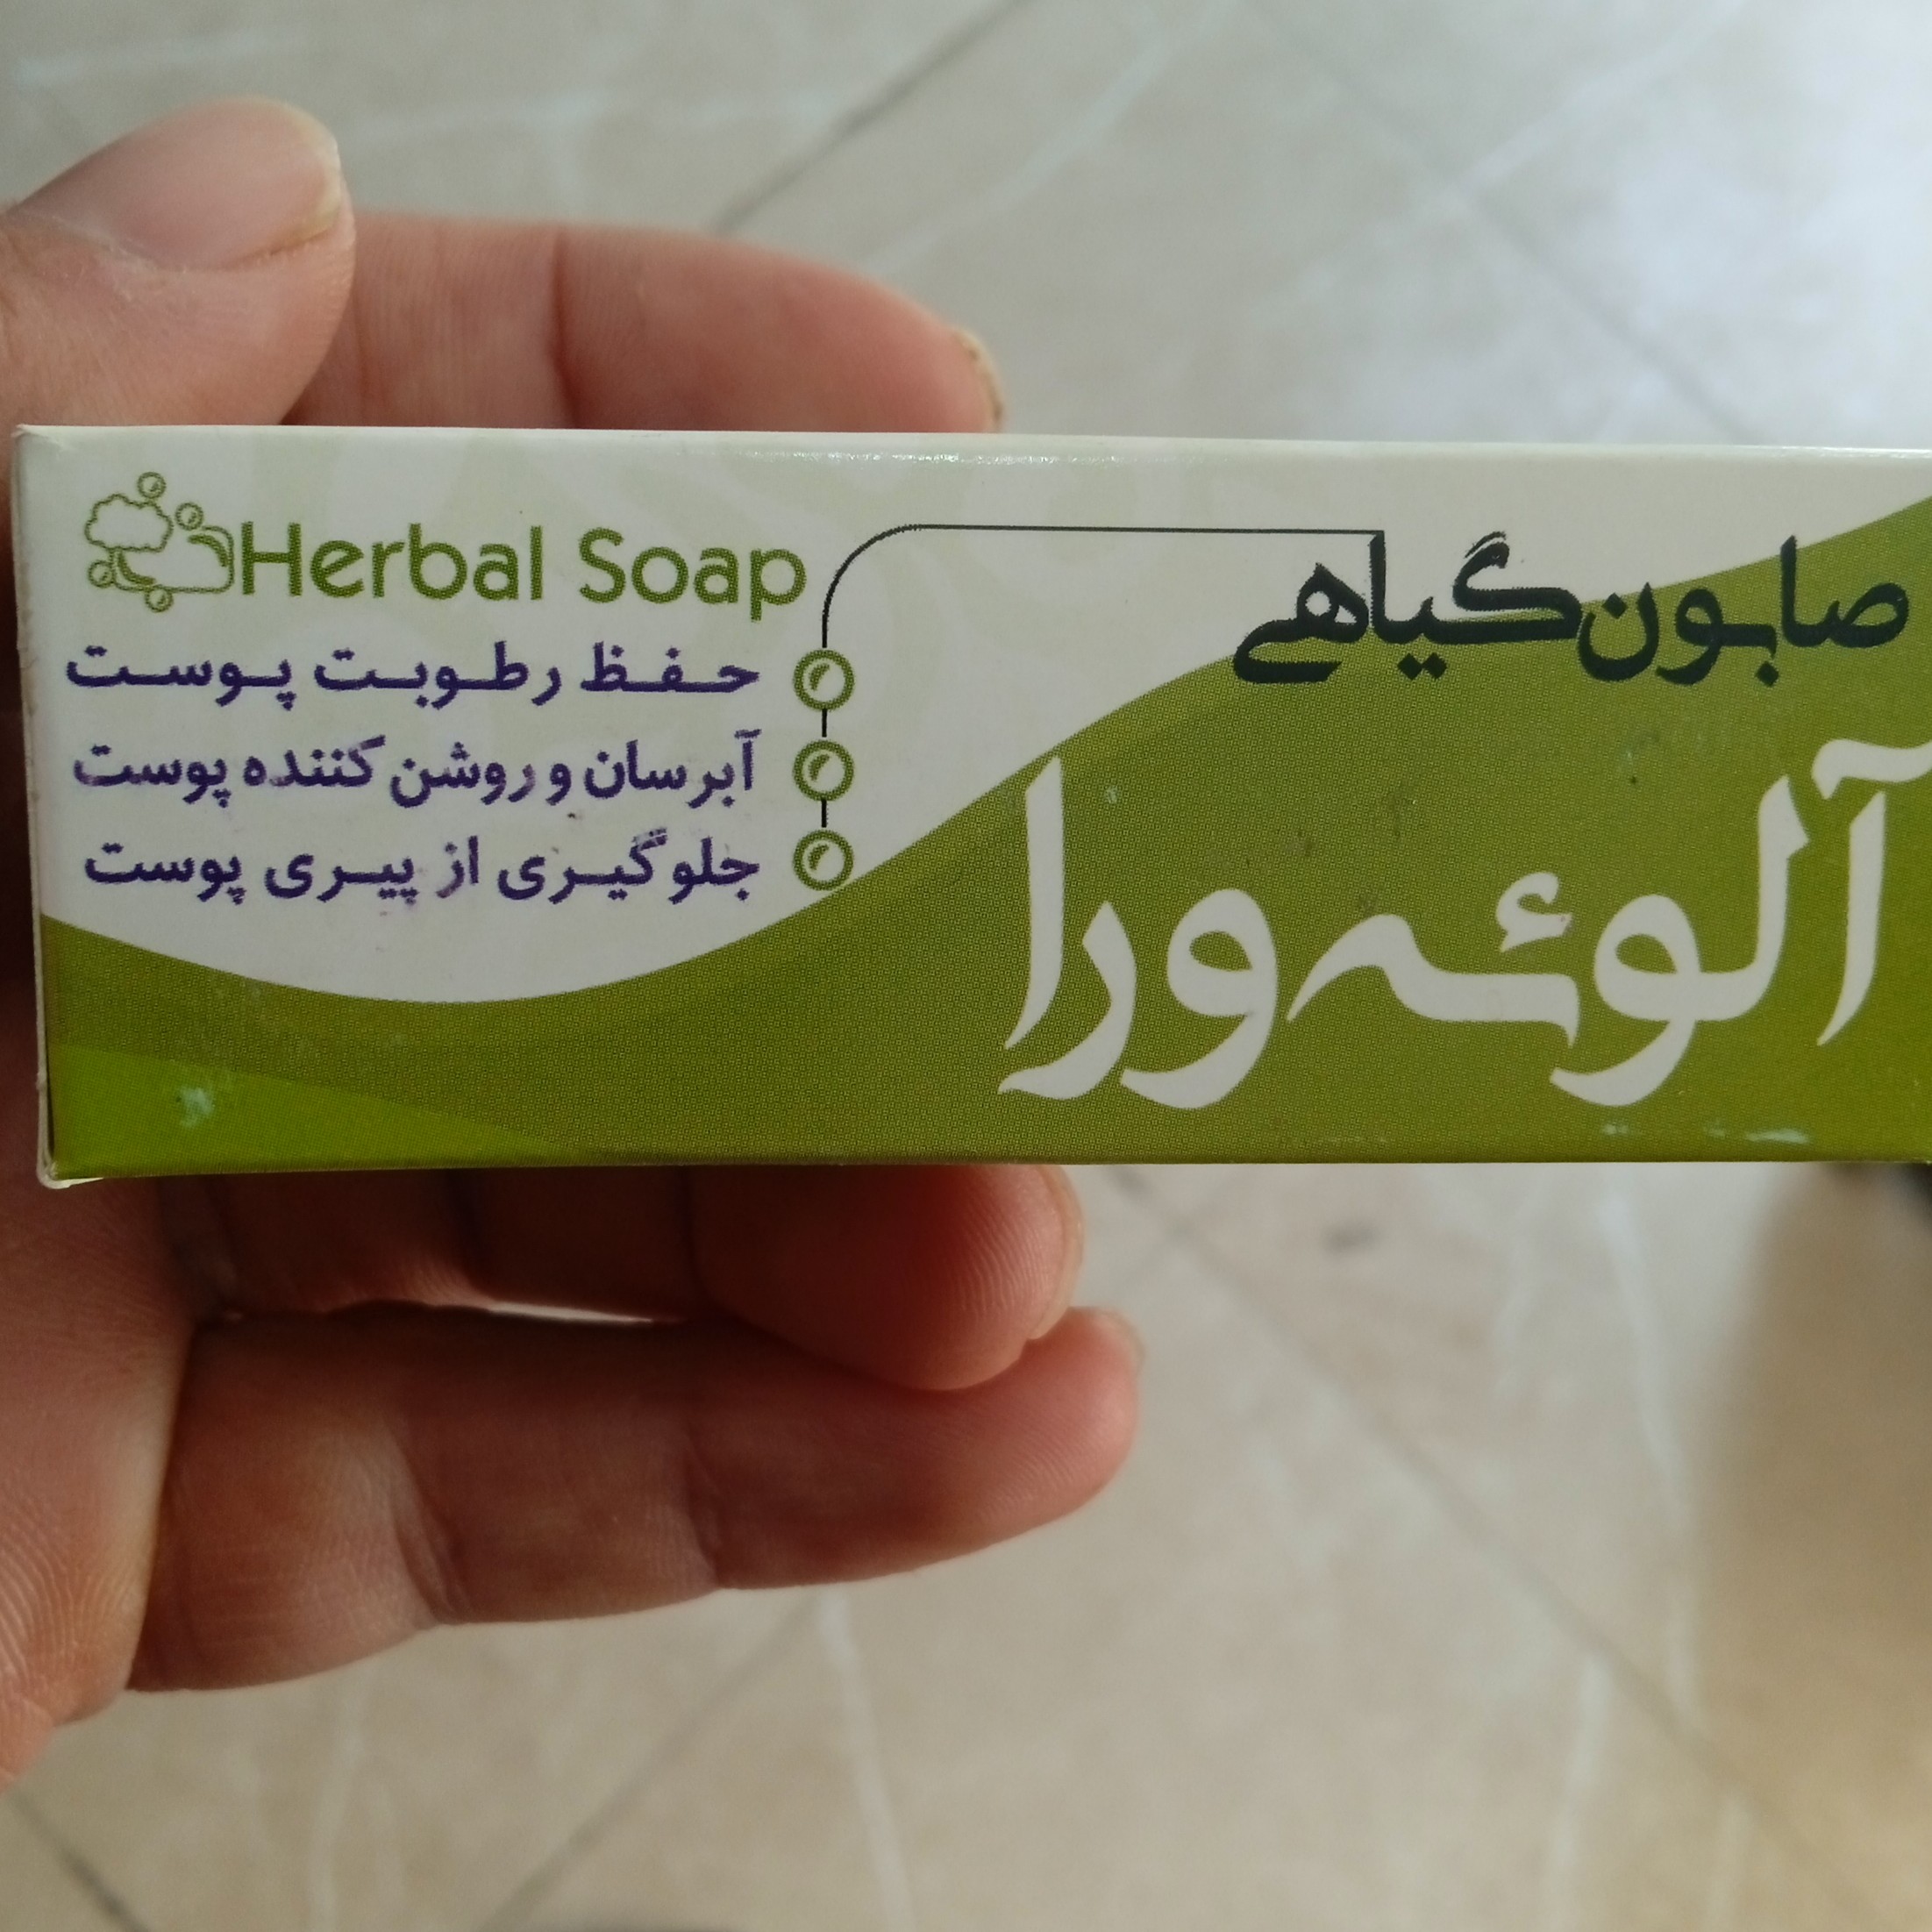 صابون گیاهی
آلوئه ورا
Herbal Soap
حفظ رطوبت پوست
آبرسان و روشن کننده پوست
جلوگیری از پیری پوست